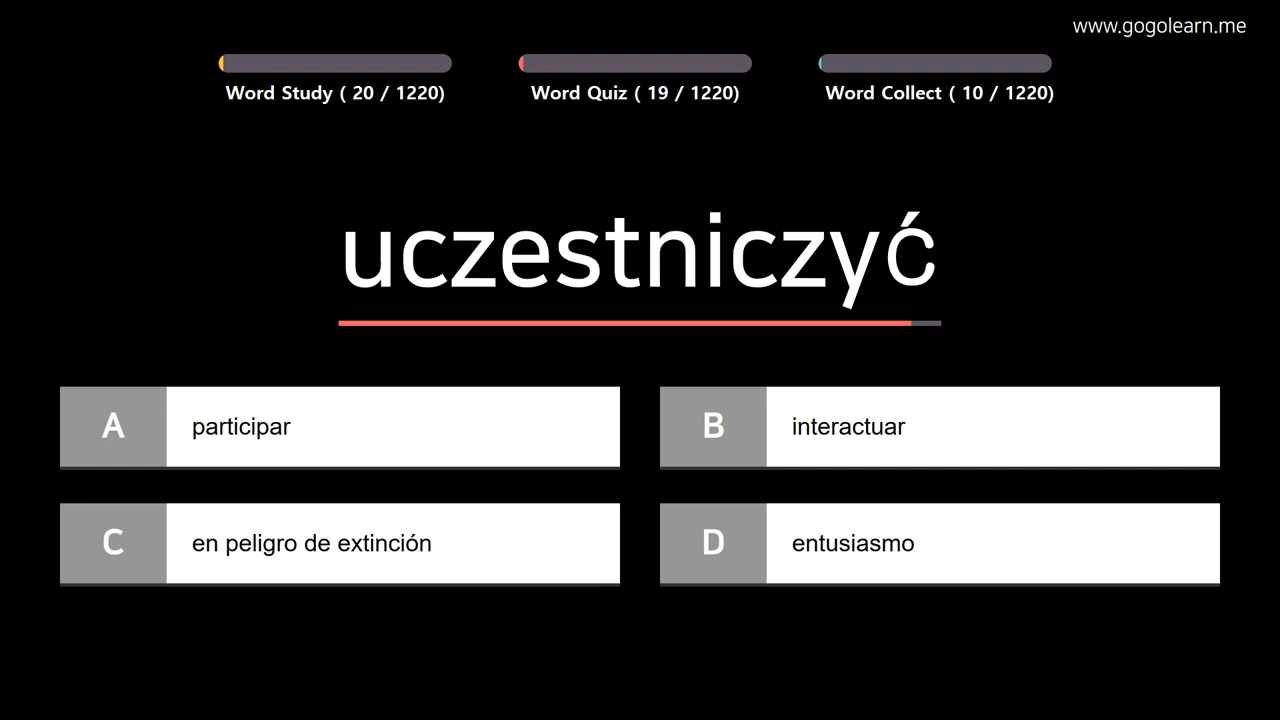 www.gogolearn.me
Word Study ( 20 / 1220)
Word Quiz ( 19 / 1220)
Word Collect ( 10 / 1220)
uczestniczyć
A participar
B interactuar
C en peligro de extinción
D entusiasmo